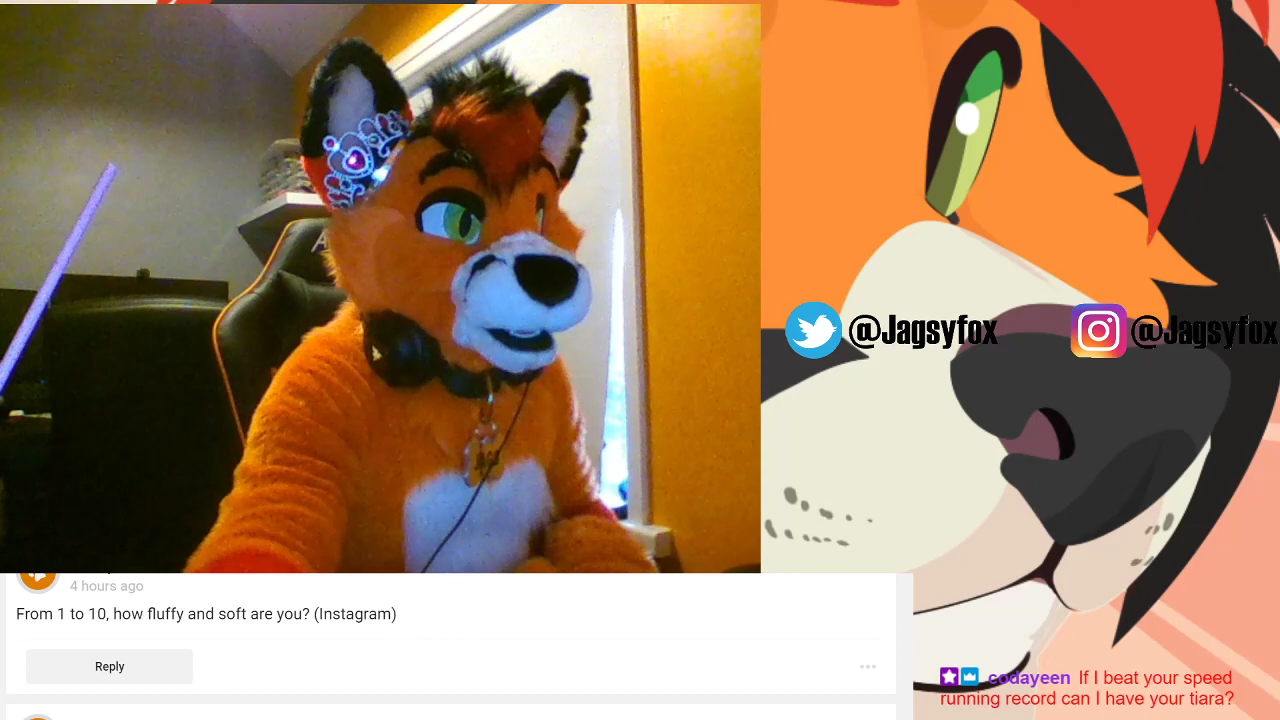 @Jagsyfox
@Jagsyfox
4 hours ago
From 1 to 10, how fluffy and soft are you? (Instagram)
Reply
codayeen If I beat your speed
running record can I have your tiara?